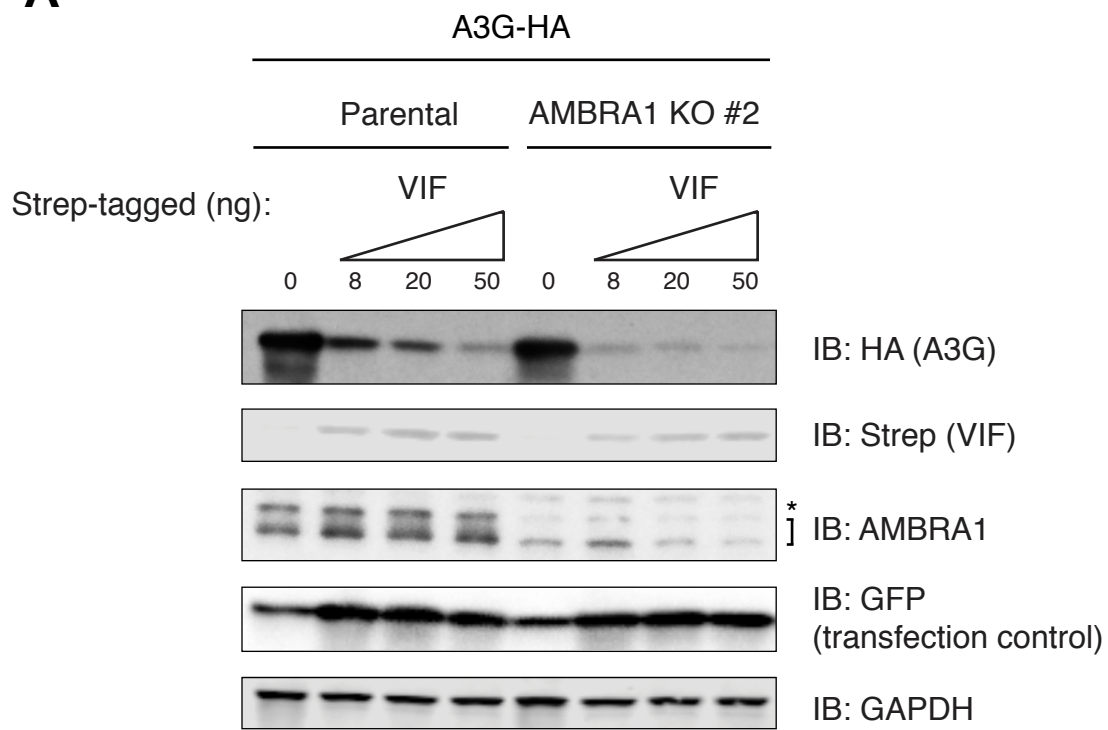 A
A3G-HA
Parental AMBRA1 KO #2
Strep-tagged (ng): VIF VIF
0 8 20 50 0 8 20 50
IB: HA (A3G)
IB: Strep (VIF)
*
] IB: AMBRA1
IB: GFP
(transfection control)
IB: GAPDH